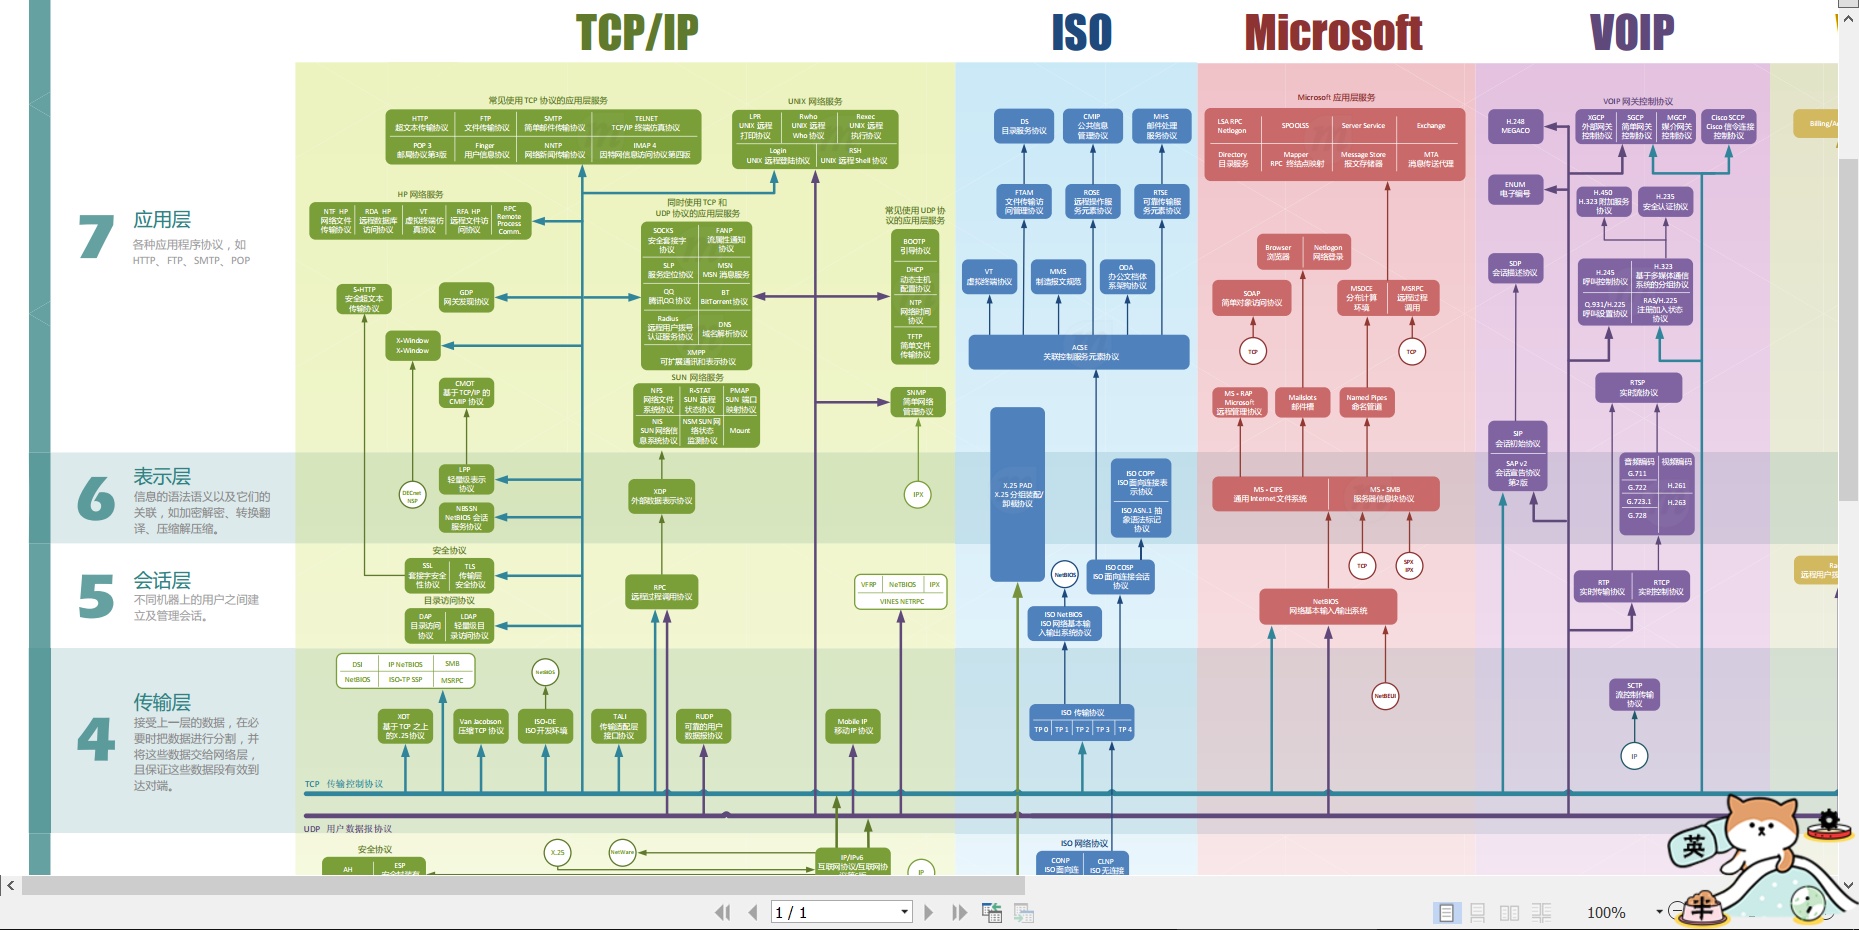 TCP/IP
ISO
Microsoft
VOIP
7
应用层
各种应用程序协议，如
HTTP、FTP、SMTP、POP
6
表示层
信息的语法语义以及它们的
关联，如加密解密、转换翻
译、压缩解压缩。
5
会话层
不同机器上的用户之间建
立及管理会话。
4
传输层
接受上一层的数据，在必
要时把数据进行分割，并
将这些数据交给网络层，
且保证这些数据段有效到
达对端。
常见使用 TCP 协议的应用层服务
HTTP
超文本传输协议
FTP
文件传输协议
SMTP
简单邮件传输协议
TELNET
TCP/IP 终端仿真协议
POP 3
邮局协议第3版
Finger
用户信息协议
NNTP
网络新闻传输协议
IMAP 4
因特网信息访问协议第四版
UNIX 网络服务
LPR
UNIX 远程
打印协议
Rwho
UNIX 远程
Who 协议
Rexec
UNIX 远程
执行协议
Login
UNIX 远程登陆协议
RSH
UNIX 远程 Shell 协议
HP 网络服务
NTF HP
网络文件
传输协议
RDA HP
远程数据库
访问协议
VT
虚拟终端仿
真协议
RFA HP
远程文件访
问协议
RPC
Remote
Process
Comm.
同时使用 TCP 和
UDP 协议的应用层服务
SOCKS
安全套接字
协议
FANP
流属性通知
协议
SLP
服务定位协议
MSN
MSN 消息服务
QQ
腾讯QQ 协议
BT
BitTorrent 协议
Radius
远程用户拨号
认证服务协议
DNS
域名解析协议
XMPP
可扩展通讯和表示协议
常见使用 UDP 协
议的应用层服务
BOOTP
引导协议
DHCP
动态主机
配置协议
NTP
网络时间
协议
TFTP
简单文件
传输协议
S-HTTP
安全超文本
传输协议
GDP
网关发现协议
X-Window
X-Window
CMOT
基于TCP/IP 的
CMIP 协议
SUN 网络服务
NFS
网络文件
系统协议
R-STAT
SUN 远程
状态协议
PMAP
SUN 端口
映射协议
NIS
SUN 网络信
息系统协议
NSM SUN 网
络状态
监测协议
Mount
SNMP
简单网络
管理协议
LPP
轻量级表示
协议
DECnet
NSP
NBSSN
NetBIOS 会话
服务协议
XDP
外部数据表示协议
IPX
安全协议
SSL
套接字安全
性协议
TLS
传输层
安全协议
目录访问协议
DAP
目录访问
协议
LDAP
轻量级目
录访问协议
RPC
远程过程调用协议
VFRP
NetBIOS
IPX
VINES NETRPC
DSI
IP NetBIOS
SMB
NetBIOS
ISO-TP SSP
MSRPC
NetBIOS
XOT
基于TCP 之上
的X.25 协议
Van Jacobson
压缩 TCP 协议
ISO-DE
ISO 开发环境
TALI
传输适配层
接口协议
RUDP
可靠的用户
数据报协议
Mobile IP
移动 IP 协议
TCP 传输控制协议
UDP 用户数据报协议
安全协议
AH
ESP
X.25
NetWare
IP/IPv6
互联网协议/互联网协
IP
DS
目录服务协议
CMIP
公共信息
管理协议
MHS
邮件处理
服务协议
FTAM
文件传输访
问管理协议
ROSE
远程操作服
务元素协议
RTSE
可靠传输服
务元素协议
VT
虚拟终端协议
MMS
制造报文规范
ODA
办公文档体
系架构协议
ACSE
关联控制服务元素协议
X.25 PAD
X.25 分组装配/
卸载协议
ISO COPP
ISO 面向连接表
示协议
ISO ASN.1 抽
象语法标记
协议
NetBIOS
ISO COSP
ISO 面向连接会话
协议
ISO NetBIOS
ISO 网络基本输
入输出系统协议
ISO 传输协议
TP 0
TP 1
TP 2
TP 3
TP 4
ISO 网络协议
CONP
ISO 面向连
CLNP
ISO 无连接
Microsoft 应用层服务
LSA RPC
Netlogon
SPOOLSS
Server Service
Exchange
Directory
目录服务
Mapper
RPC 终结点映射
Message Store
报文存储器
MTA
消息传送代理
Browser
浏览器
Netlogon
网络登录
SOAP
简单对象访问协议
MSDCE
分布计算
环境
MSRPC
远程过程
调用
TCP
TCP
MS - RAP
Microsoft
远程管理协议
Mailslots
邮件槽
Named Pipes
命名管道
MS - CIFS
通用 Internet 文件系统
MS - SMB
服务器信息块协议
TCP
SPX
IPX
NetBIOS
网络基本输入/输出系统
NetBEUI
VOIP 网关控制协议
H.248
MEGACO
XGCP
外部网关
控制协议
SGCP
简单网关
控制协议
MGCP
媒介网关
控制协议
Cisco SCCP
Cisco 信令连接
控制协议
ENUM
电子编号
H.450
H.323 附加服务
协议
H.235
安全认证协议
SDP
会话描述协议
H.245
呼叫控制协议
H.323
基于多媒体通信
系统的分组协议
Q.931/H.225
呼叫设置协议
RAS/H.225
注册加入状态
协议
RTSP
实时流协议
SIP
会话初始协议
SAP v2
会话宣告协议
第2版
音频编码
视频编码
G.711
G.722
G.723.1
G.728
H.261
H.263
RTP
实时传输协议
RTCP
实时控制协议
SCTP
流控制传输
协议
IP
Billing/A
Ra
远程用户拨
英
半
1 / 1
100%